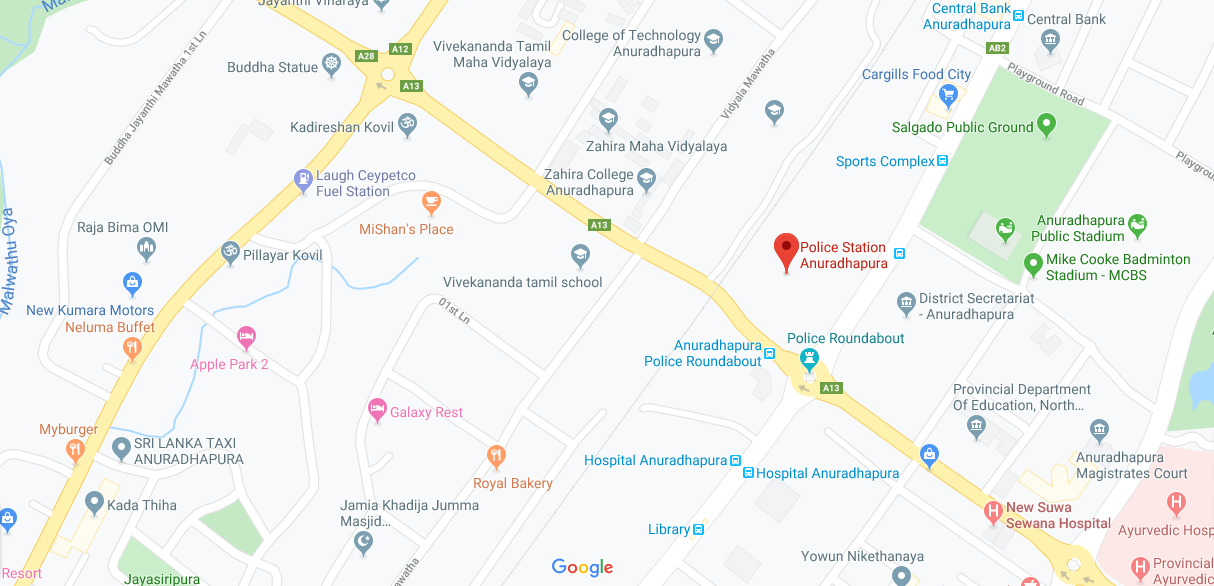 Jayanthi Viharaya
Central Bank
Anuradhapura
Central Bank
College of Technology
Anuradhapura
Vivekananda Tamil
Maha Vidyalaya
A28
A12
AB2
Buddha Statue
A13
Cargills Food City
Playground Road
Buddha Jayanthi Mawatha 1st Ln
Vidyala Mawatha
Kadireshan Kovil
Salgado Public Ground
Zahira Maha Vidyalaya
Sports Complex
Playground
Laugh Ceypetco
Fuel Station
Zahira College
Anuradhapura
MiShan's Place
A13
Raja Bima OMI
Anuradhapura
Public Stadium
Malwathu Oya
Pillayar Kovil
Police Station
Anuradhapura
Mike Cooke Badminton
Stadium - MCBS
Vivekananda tamil school
New Kumara Motors
Neluma Buffet
01st Ln
District Secretariat
- Anuradhapura
Anuradhapura
Police Roundabout
Police Roundabout
Apple Park 2
A13
Provincial Department
Of Education, North...
Galaxy Rest
Myburger
SRI LANKA TAXI
ANURADHAPURA
Hospital Anuradhapura
Hospital Anuradhapura
Anuradhapura
Magistrates Court
Royal Bakery
Kada Thiha
Jamia Khadija Jumma
Masjid...
New Suwa
Sewana Hospital
Library
Ayurvedic Hosp
Yowun Nikethanaya
Google
Mawatha
Resort
Jayasiripura
Provincial
Ayurvedic